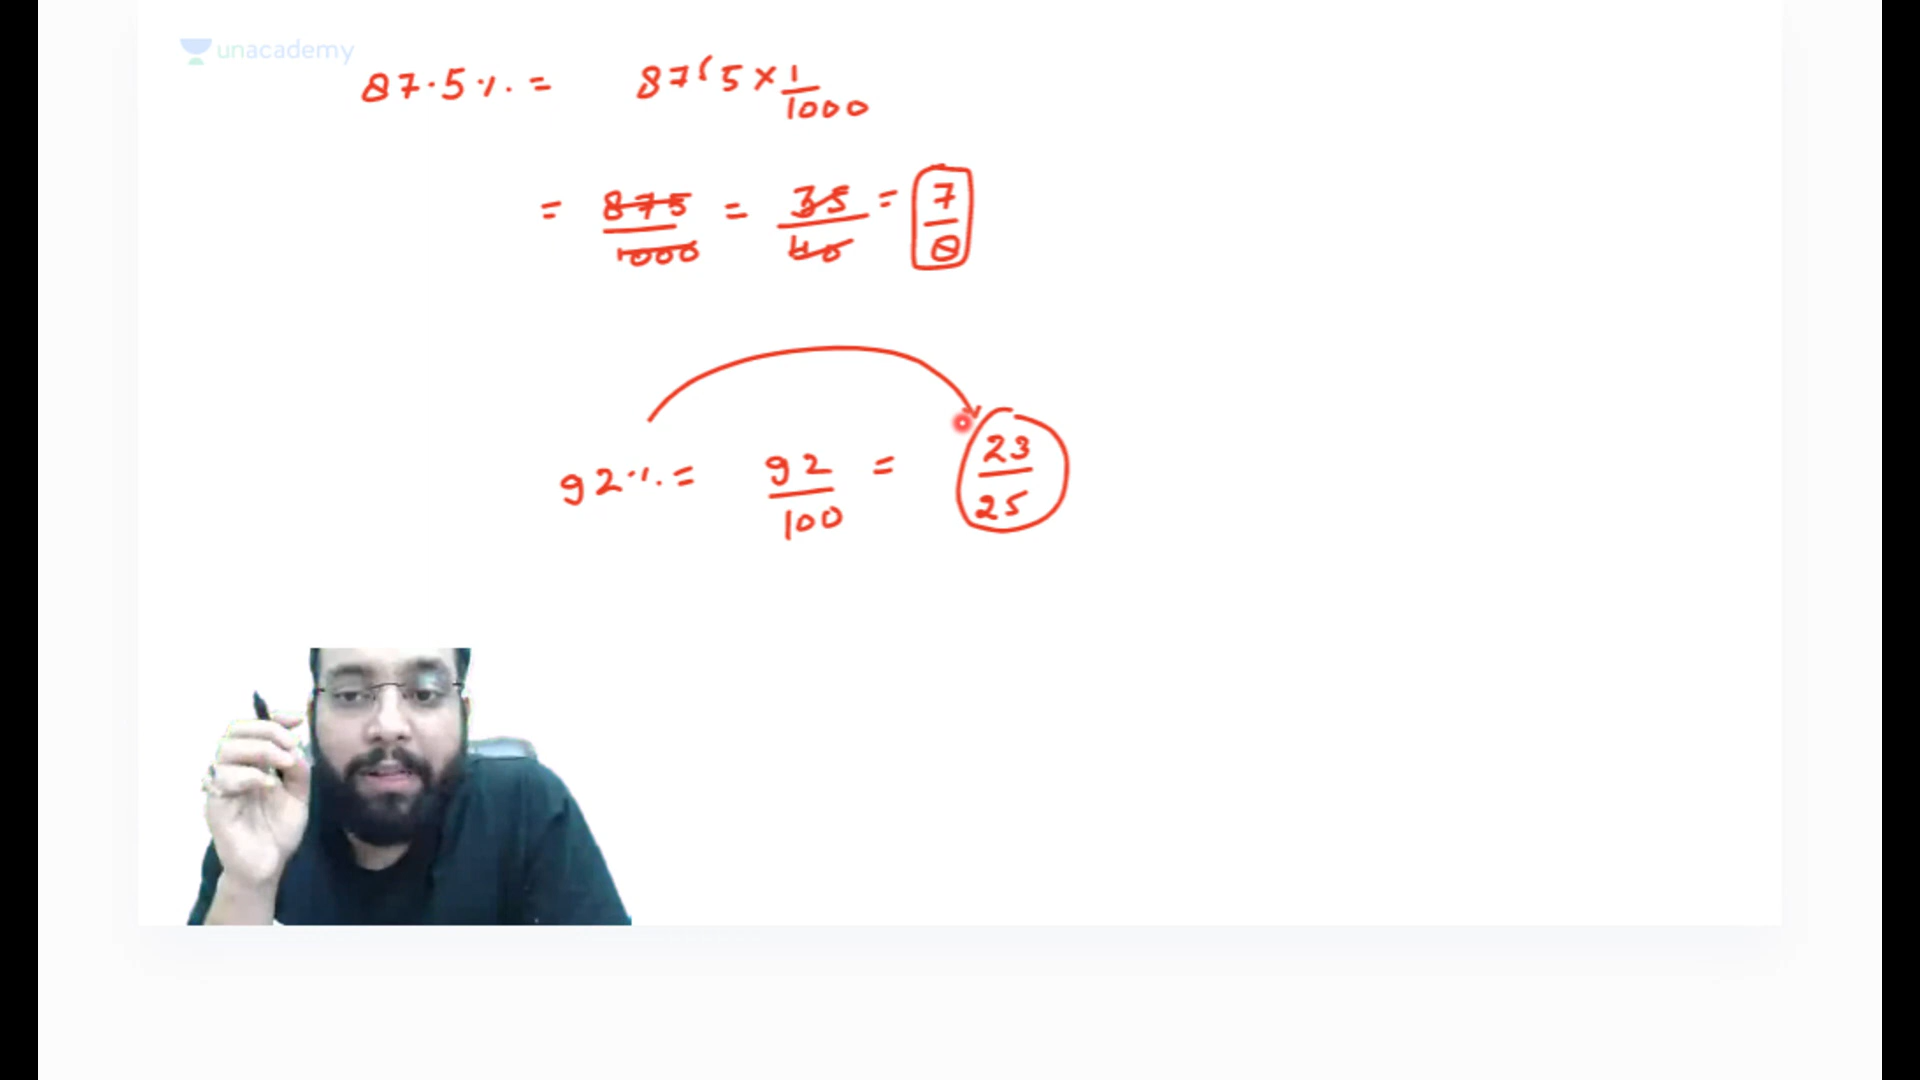 unacademy
87.5% = 87.5 × 1/1000
= 875/1000 = 35/40 = 7/8
92% = 92/100 = 23/25